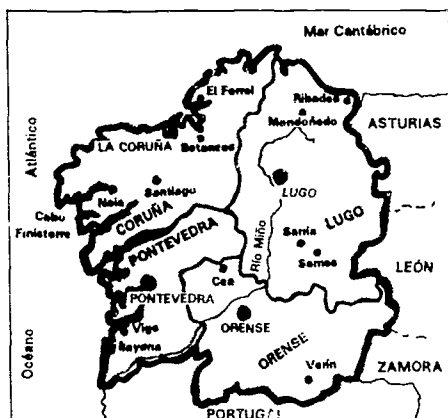 Mar Cantábrico
El Ferrol
Ribadeo
Mondoñedo
ASTURIAS
Atlántico
LA CORUÑA
Betanzos
LUGO
Noia
Santiago
Cabo
Finisterre
CORUÑA
LUGO
PONTEVEDRA
Río Miño
Sarria
Samos
Cea
LEÓN
PONTEVEDRA
ORENSE
Vigo
Bayona
ORENSE
Océano
Verín
ZAMORA
PORTUGAL